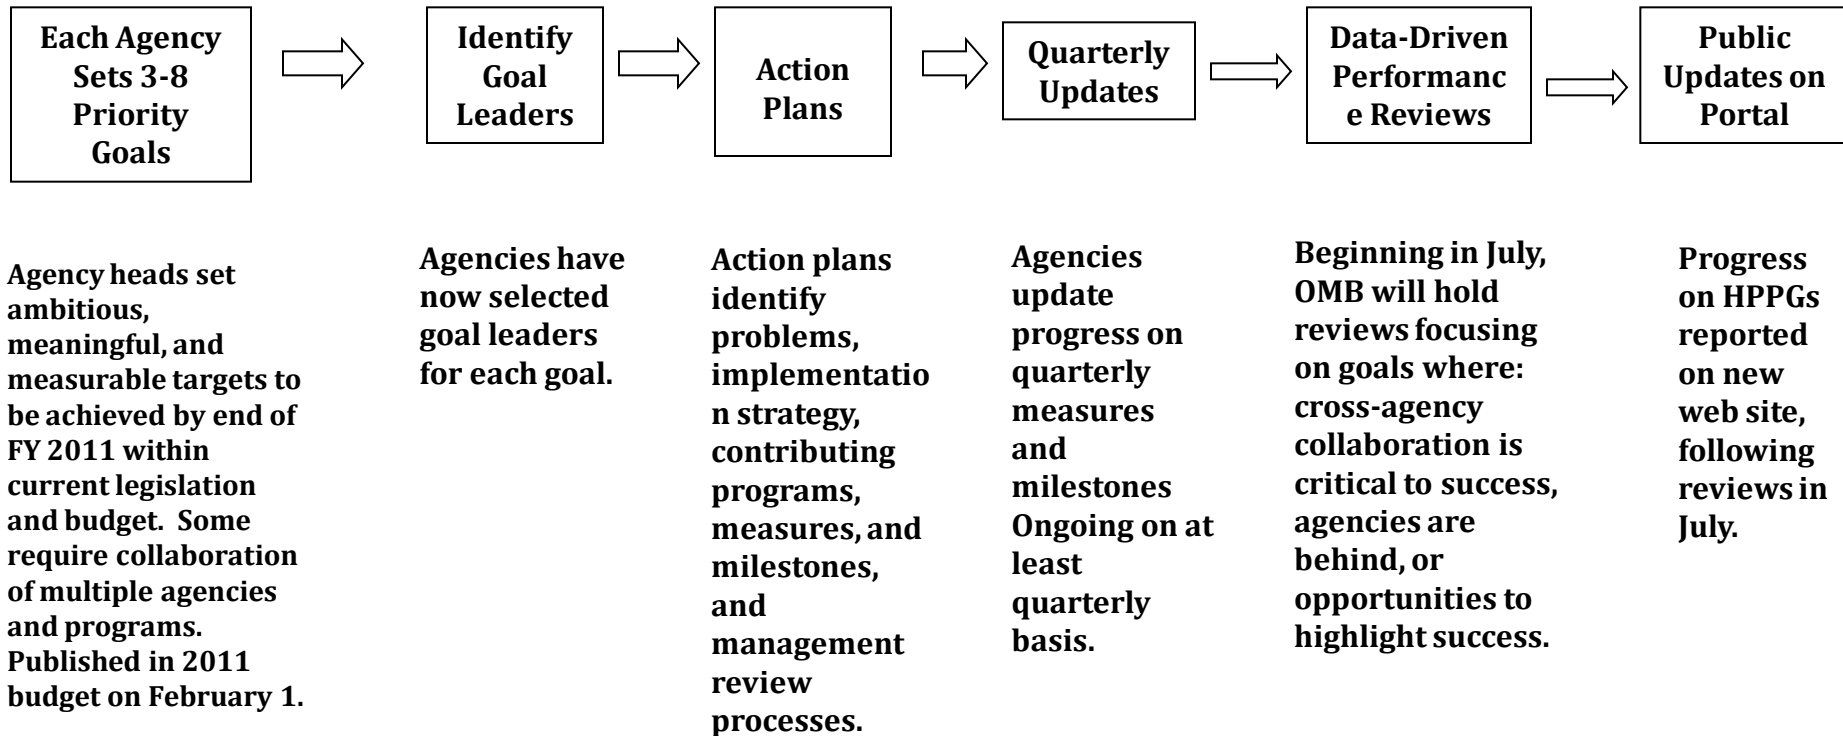 Each Agency
Sets 3-8
Priority
Goals
Identify
Goal
Leaders
Action
Plans
Quarterly
Updates
Data-Driven
Performanc
e Reviews
Public
Updates on
Portal
Agency heads set
ambitious,
meaningful, and
measurable targets to
be achieved by end of
FY 2011 within
current legislation
and budget.  Some
require collaboration
of multiple agencies
and programs.
Published in 2011
budget on February 1.
Agencies have
now selected
goal leaders
for each goal.
Action plans
identify
problems,
implementatio
n strategy,
contributing
programs,
measures, and
milestones,
and
management
review
processes.
Agencies
update
progress on
quarterly
measures
and
milestones
Ongoing on at
least
quarterly
basis.
Beginning in July,
OMB will hold
reviews focusing
on goals where:
cross-agency
collaboration is
critical to success,
agencies are
behind, or
opportunities to
highlight success.
Progress
on HPPGs
reported
on new
web site,
following
reviews in
July.